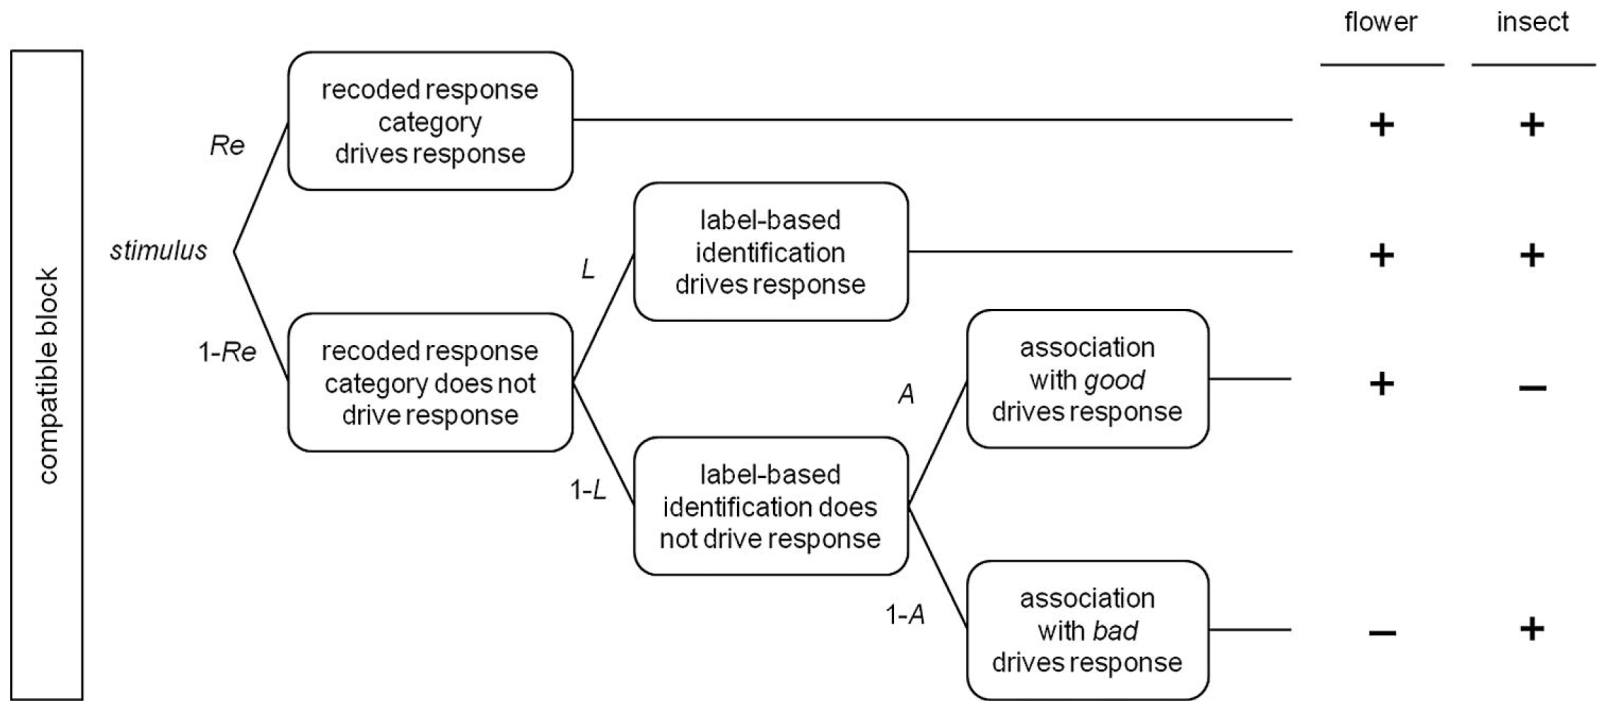 flower
insect
compatible block
stimulus
Re
recoded response
category
drives response
+
+
1-Re
recoded response
category does not
drive response
L
label-based
identification
drives response
+
+
1-L
label-based
identification does
not drive response
A
association
with good
drives response
+
–
1-A
association
with bad
drives response
–
+